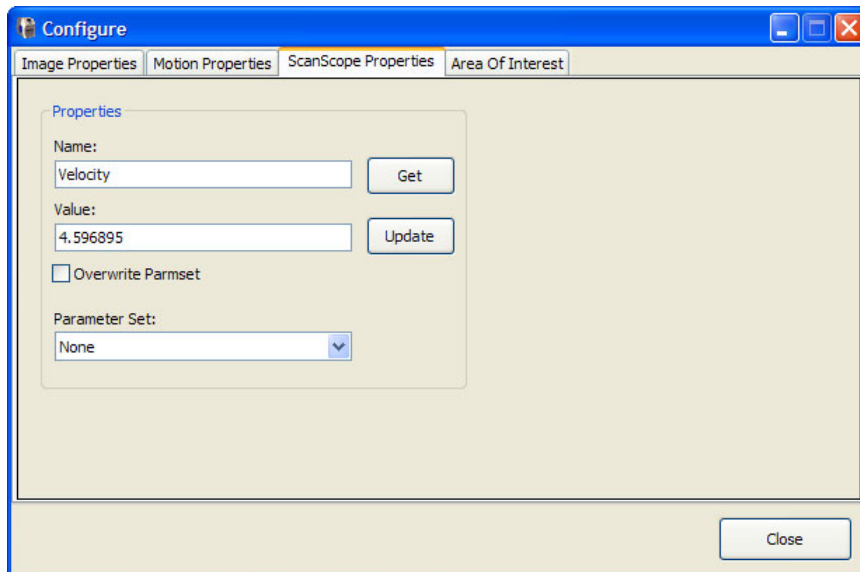 Configure
Image Properties Motion Properties ScanScope Properties Area Of Interest
Properties
Name:
Velocity Get
Value:
4.596895 Update
Overwrite Parmset
Parameter Set:
None
Close